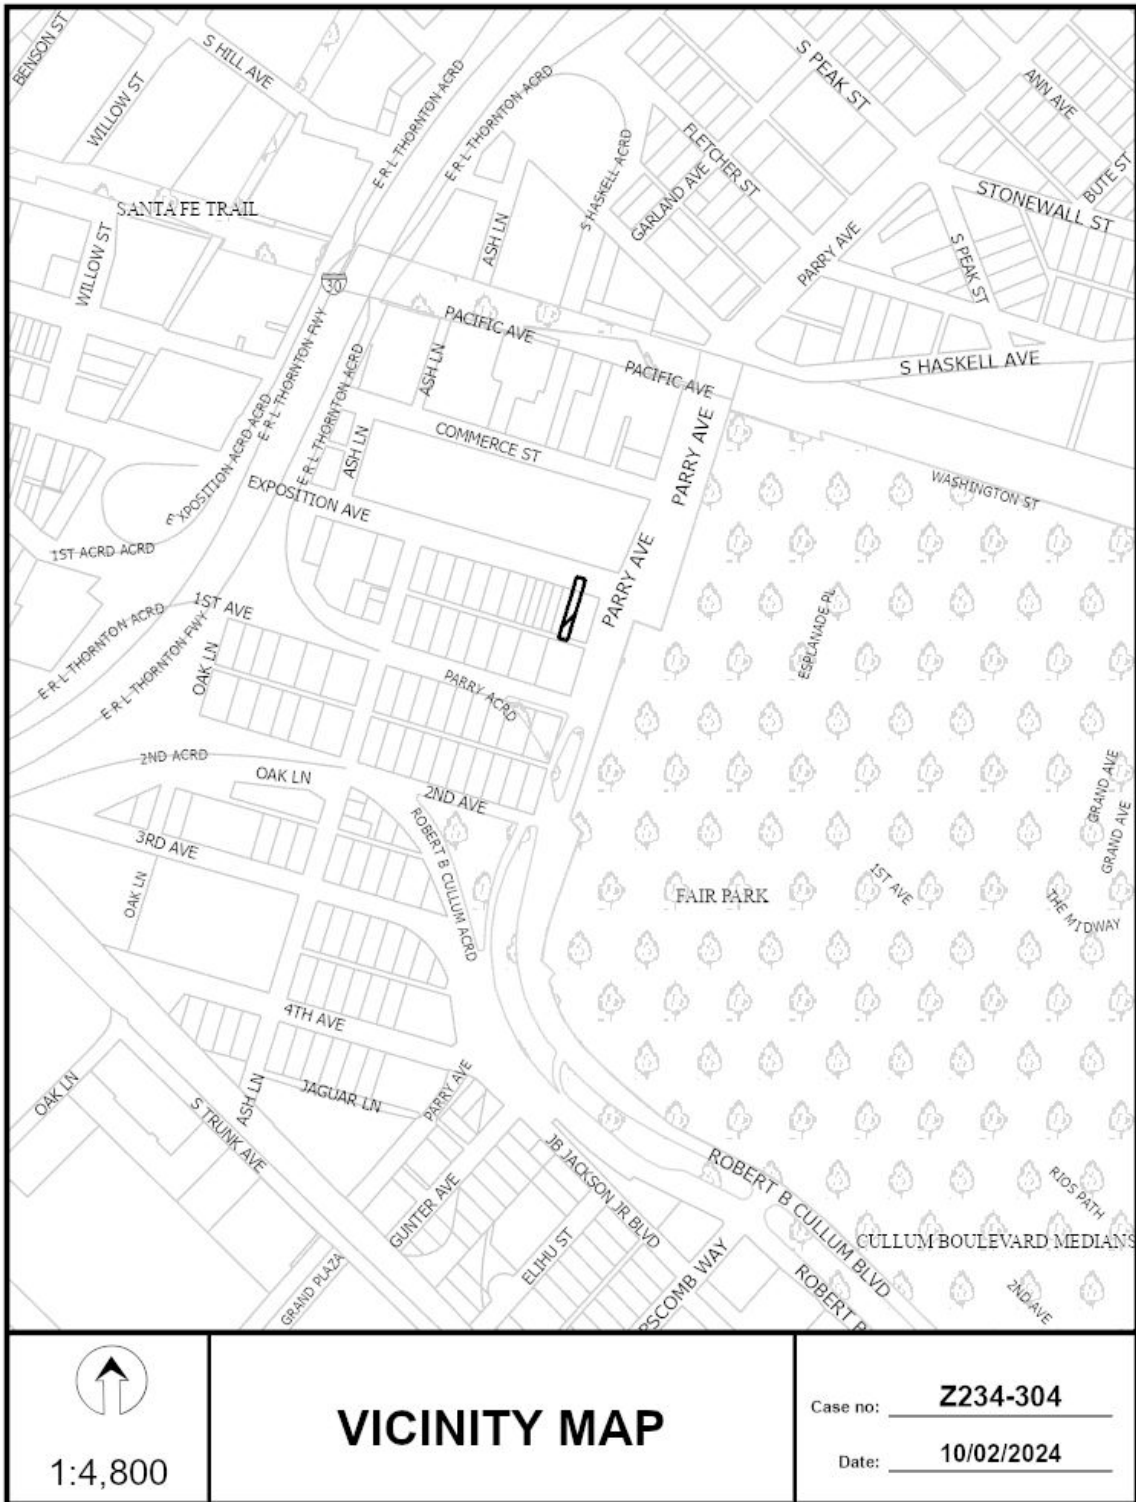 BENSON ST
S HILL AVE
WILLOW ST
E R L THORNTON ACRD
E R L THORNTON ACRD
S PEAK ST
ANN AVE
FLETCHER ST
GARLAND AVE
S HASKELL ACRD
BUTE ST
STONEWALL ST
SANTA FE TRAIL
WILLOW ST
ASH LN
PARRY AVE
S PEAK ST
30
PACIFIC AVE
ASH LN
E R L THORNTON FWY
E R L THORNTON ACRD
PACIFIC AVE
S HASKELL AVE
PARRY AVE
COMMERCE ST
ASH LN
EXPOSITION ACRD ACRD
EXPOSITION AVE
WASHINGTON ST
1ST ACRD ACRD
PARRY AVE
1ST AVE
E R L THORNTON ACRD
E R L THORNTON FWY
OAK LN
ESPLANADE PL
PARRY ACRD
2ND ACRD
OAK LN
2ND AVE
GRAND AVE
GRAND AVE
3RD AVE
ROBERT B CULLUM ACRD
OAK LN
FAIR PARK
1ST AVE
THE MIDWAY
4TH AVE
OAK LN
ASH LN
JAGUAR LN
PARRY AVE
S TRUNK AVE
JB JACKSON JR BLVD
ROBERT B CULLUM BLVD
RIOS PATH
GUNTER AVE
ELIHU ST
CULLUM BOULEVARD MEDIANS
GRAND PLAZA
PSCOMB WAY
ROBERT B
2ND AVE
1:4,800
VICINITY MAP
Case no: Z234-304
Date: 10/02/2024